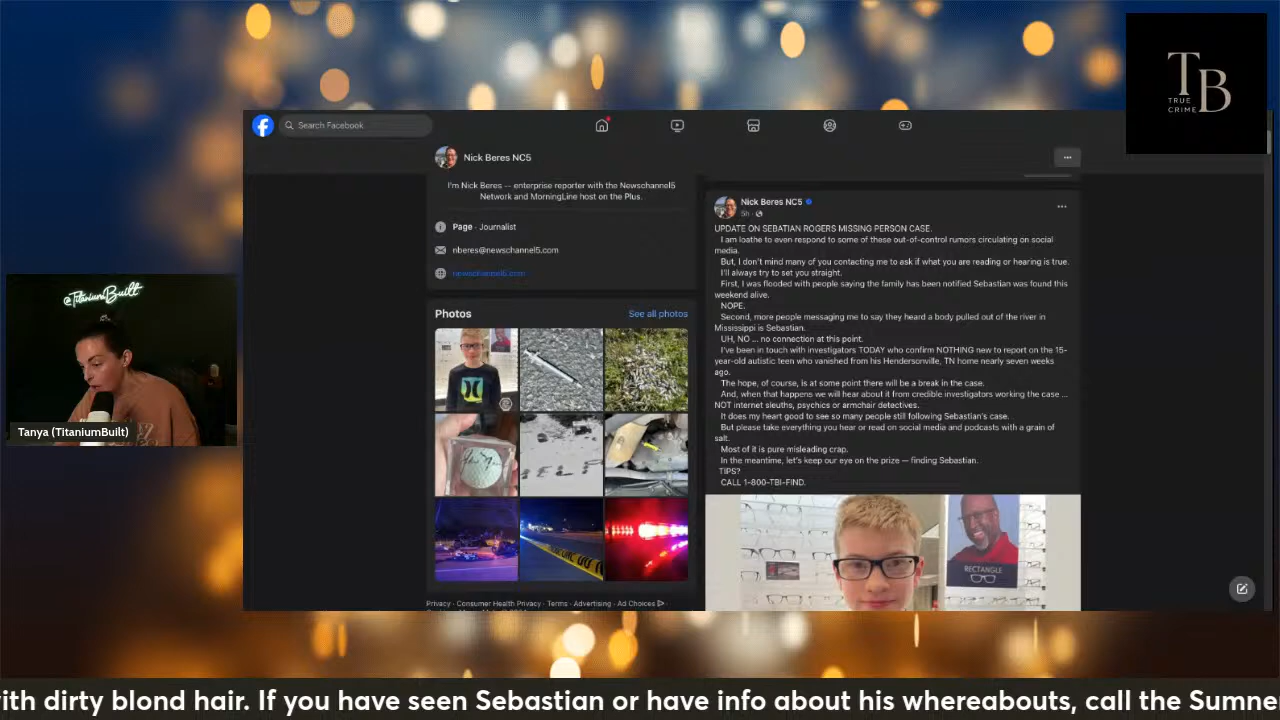 TB
TRUE
CRIME
Search Facebook
Nick Beres NC5
I'm Nick Beres -- enterprise reporter with the Newschannel5
Network and MorningLine host on the Plus.
Page · Journalist
nberes@newschannel5.com
newschannel5.com
Photos
See all photos
Privacy · Consumer Health Privacy · Terms · Advertising · Ad Choices
Nick Beres NC5
5h
UPDATE ON SEBATIAN ROGERS MISSING PERSON CASE.
I am loathe to even respond to some of these out-of-control rumors circulating on social
media.
But, I don't mind many of you contacting me to ask if what you are reading or hearing is true.
I'll always try to set you straight.
First, I was flooded with people saying the family has been notified Sebastian was found this
weekend alive.
NOPE.
Second, more people messaging me to say they heard a body pulled out of the river in
Mississippi is Sebastian.
UH, NO ... no connection at this point.
I've been in touch with investigators TODAY who confirm NOTHING new to report on the 15-
year-old autistic teen who vanished from his Hendersonville, TN home nearly seven weeks
ago.
The hope, of course, is at some point there will be a break in the case.
And, when that happens we will hear about it from credible investigators working the case ...
NOT internet sleuths, psychics or armchair detectives.
It does my heart good to see so many people still following Sebastian's case.
But please take everything you hear or read on social media and podcasts with a grain of
salt.
Most of it is pure misleading crap.
In the meantime, let's keep our eye on the prize — finding Sebastian.
TIPS?
CALL 1-800-TBI-FIND.
RECTANGLE
@TitaniumBuilt
Tanya (TitaniumBuilt)
ith dirty blond hair. If you have seen Sebastian or have info about his whereabouts, call the Sumne